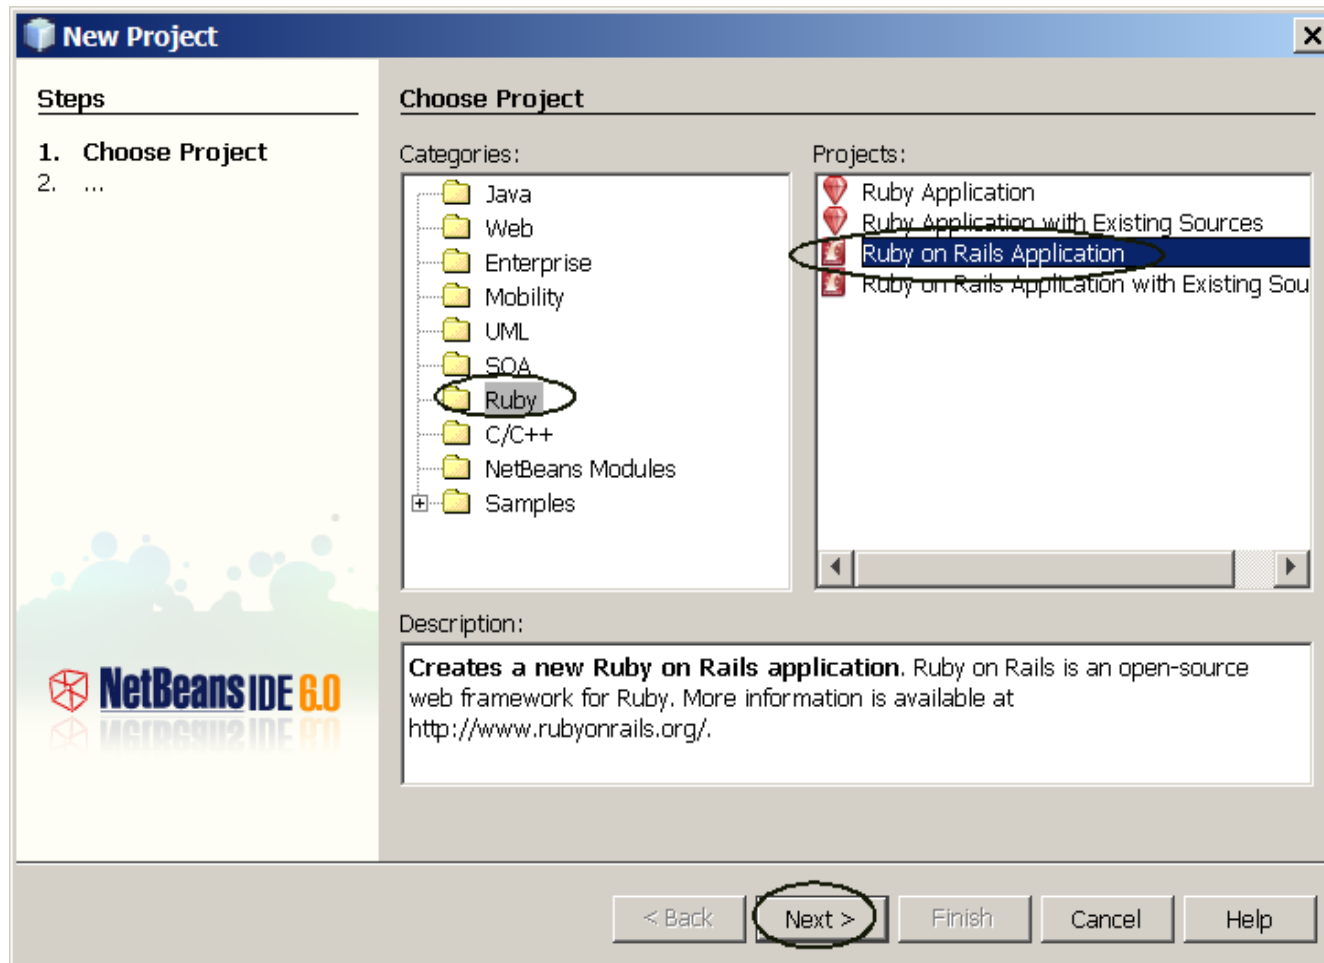 New Project
Steps
1. Choose Project
2. ...
NetBeans IDE 6.0
Choose Project
Categories:
Java
Web
Enterprise
Mobility
UML
SOA
Ruby
C/C++
NetBeans Modules
Samples
Projects:
Ruby Application
Ruby Application with Existing Sources
Ruby on Rails Application
Ruby on Rails Application with Existing Sou
Description:
Creates a new Ruby on Rails application. Ruby on Rails is an open-source
web framework for Ruby. More information is available at
http://www.rubyonrails.org/.
< Back
Next >
Finish
Cancel
Help